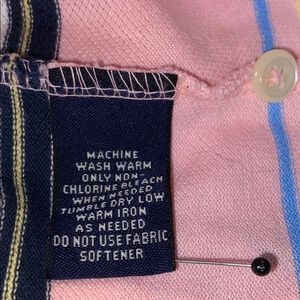 MACHINE
WASH WARM
ONLY NON-
CHLORINE BLEACH
WHEN NEEDED
TUMBLE DRY LOW
WARM IRON
AS NEEDED
DO NOT USE FABRIC
SOFTENER